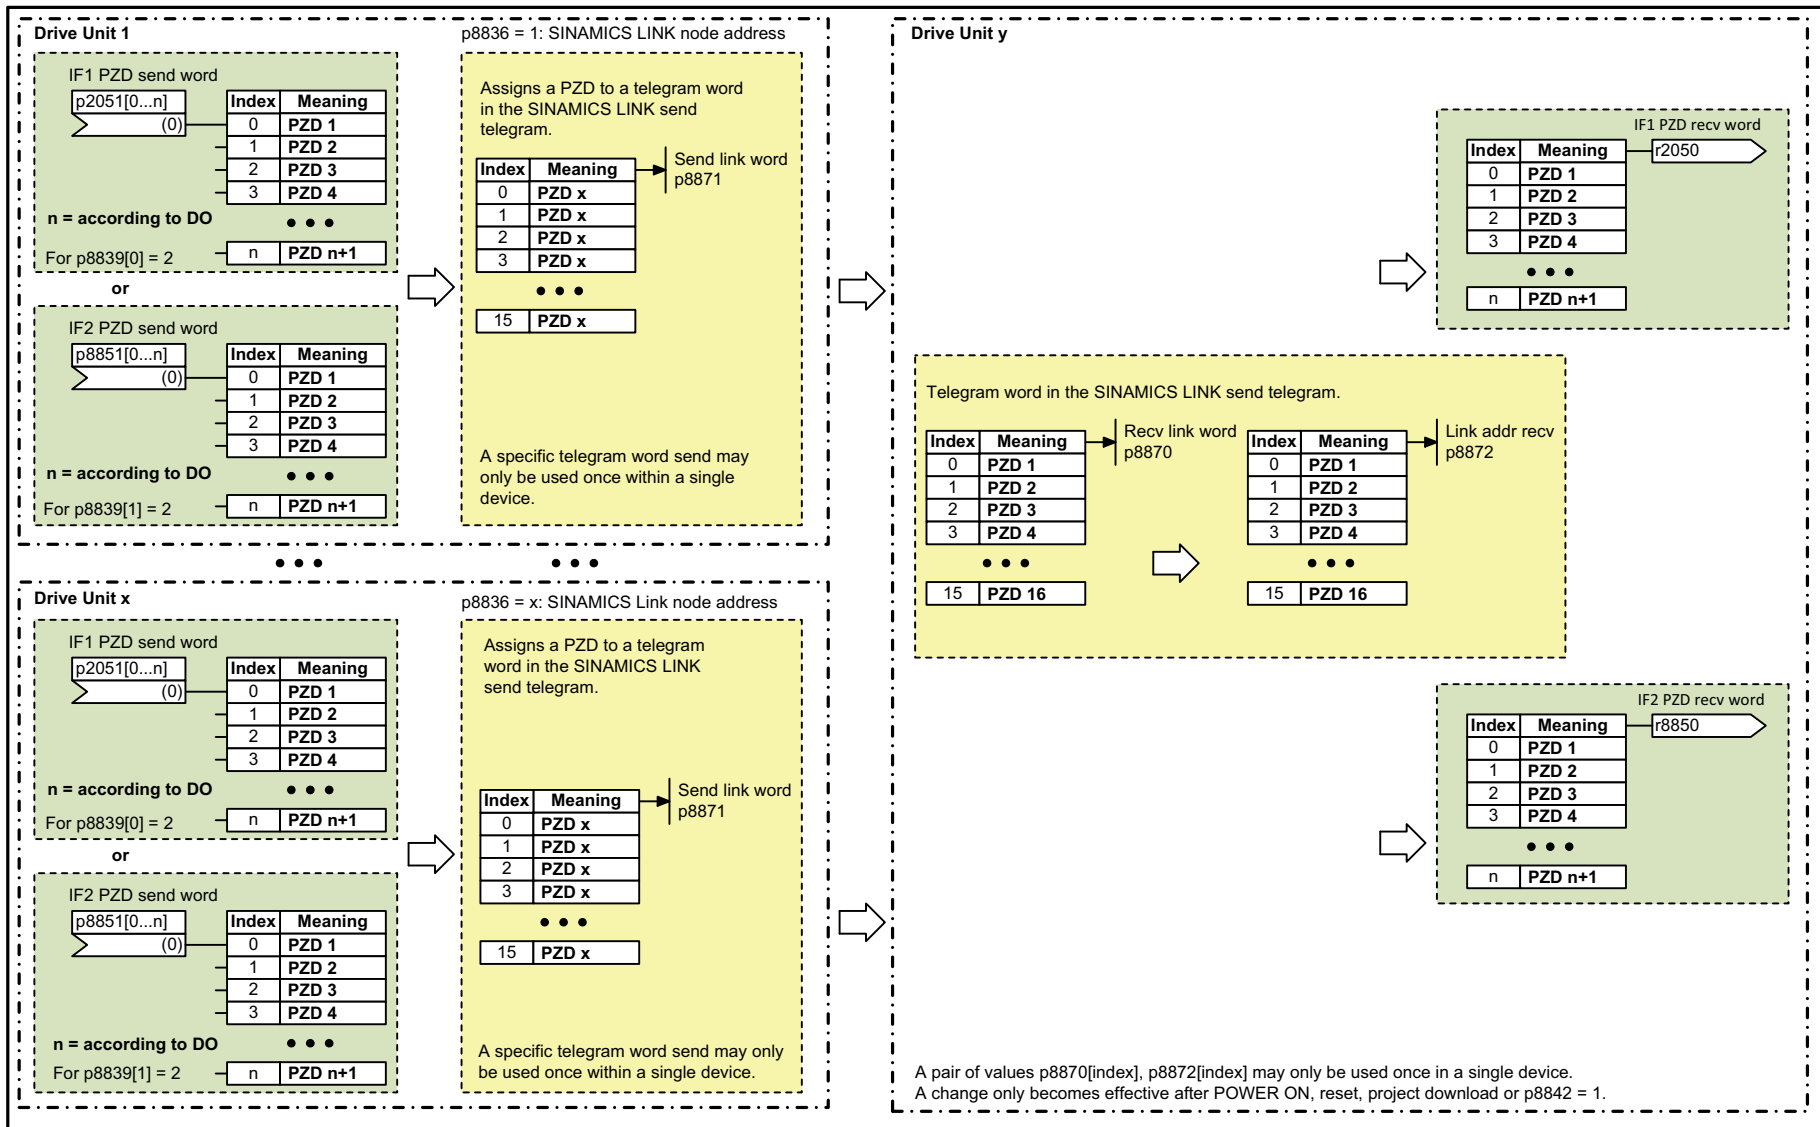 Drive Unit 1
p8836 = 1: SINAMICS LINK node address
IF1 PZD send word
p2051[0...n]
(0)
Index Meaning
0 PZD 1
1 PZD 2
2 PZD 3
3 PZD 4
n = according to DO
• • •
For p8839[0] = 2
n PZD n+1
or
IF2 PZD send word
p8851[0...n]
(0)
Index Meaning
0 PZD 1
1 PZD 2
2 PZD 3
3 PZD 4
n = according to DO
• • •
For p8839[1] = 2
n PZD n+1
Assigns a PZD to a telegram word
in the SINAMICS LINK send
telegram.
Index Meaning
0 PZD x
1 PZD x
2 PZD x
3 PZD x
• • •
15 PZD x
Send link word
p8871
A specific telegram word send may
only be used once within a single
device.
• • •
• • •
Drive Unit x
p8836 = x: SINAMICS Link node address
IF1 PZD send word
p2051[0...n]
(0)
Index Meaning
0 PZD 1
1 PZD 2
2 PZD 3
3 PZD 4
n = according to DO
• • •
For p8839[0] = 2
n PZD n+1
or
IF2 PZD send word
p8851[0...n]
(0)
Index Meaning
0 PZD 1
1 PZD 2
2 PZD 3
3 PZD 4
n = according to DO
• • •
For p8839[1] = 2
n PZD n+1
Assigns a PZD to a telegram
word in the SINAMICS LINK
send telegram.
Index Meaning
0 PZD x
1 PZD x
2 PZD x
3 PZD x
• • •
15 PZD x
Send link word
p8871
A specific telegram word send may only
be used once within a single device.
Drive Unit y
IF1 PZD recv word
r2050
Index Meaning
0 PZD 1
1 PZD 2
2 PZD 3
3 PZD 4
• • •
n PZD n+1
Telegram word in the SINAMICS LINK send telegram.
Index Meaning
0 PZD 1
1 PZD 2
2 PZD 3
3 PZD 4
• • •
15 PZD 16
Recv link word
p8870
Index Meaning
0 PZD 1
1 PZD 2
2 PZD 3
3 PZD 4
• • •
15 PZD 16
Link addr recv
p8872
IF2 PZD recv word
r8850
Index Meaning
0 PZD 1
1 PZD 2
2 PZD 3
3 PZD 4
• • •
n PZD n+1
A pair of values p8870[index], p8872[index] may only be used once in a single device.
A change only becomes effective after POWER ON, reset, project download or p8842 = 1.